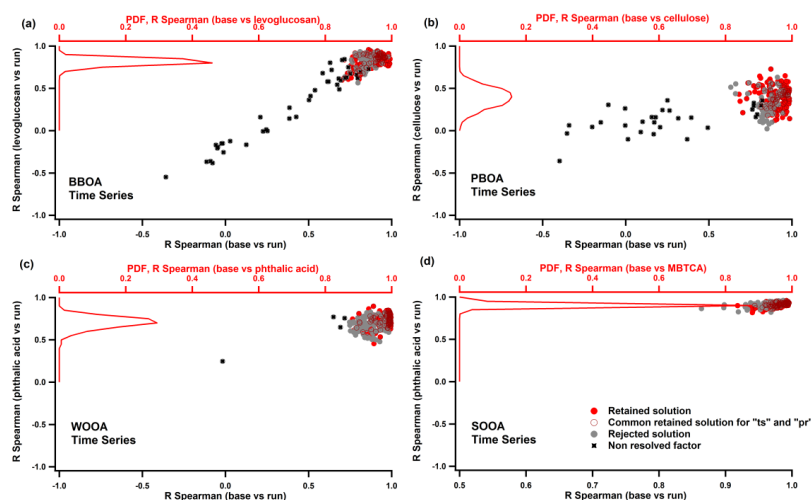 (a)
PDF, R Spearman (base vs levoglucosan)
0.0 0.2 0.4 0.6 0.8 1.0
R Spearman (levoglucosan vs run)
1.0
0.5
0.0
-0.5
-1.0
BBOA
Time Series
-1.0 -0.5 0.0 0.5 1.0
R Spearman (base vs run)
(b)
PDF, R Spearman (base vs cellulose)
0.0 0.2 0.4 0.6 0.8 1.0
R Spearman (cellulose vs run)
1.0
0.5
0.0
-0.5
-1.0
PBOA
Time Series
-1.0 -0.5 0.0 0.5 1.0
R Spearman (base vs run)
(c)
PDF, R Spearman (base vs phthalic acid)
0.0 0.2 0.4 0.6 0.8 1.0
R Spearman (phthalic acid vs run)
1.0
0.5
0.0
-0.5
-1.0
WOOA
Time Series
-1.0 -0.5 0.0 0.5 1.0
R Spearman (base vs run)
(d)
PDF, R Spearman (base vs MBTCA)
0.0 0.2 0.4 0.6 0.8 1.0
R Spearman (phthalic acid vs run)
1.0
0.5
0.0
-0.5
-1.0
SOOA
Time Series
Retained solution
Common retained solution for "ts" and "pr"
Rejected solution
Non resolved factor
0.5 0.6 0.7 0.8 0.9 1.0
R Spearman (base vs run)